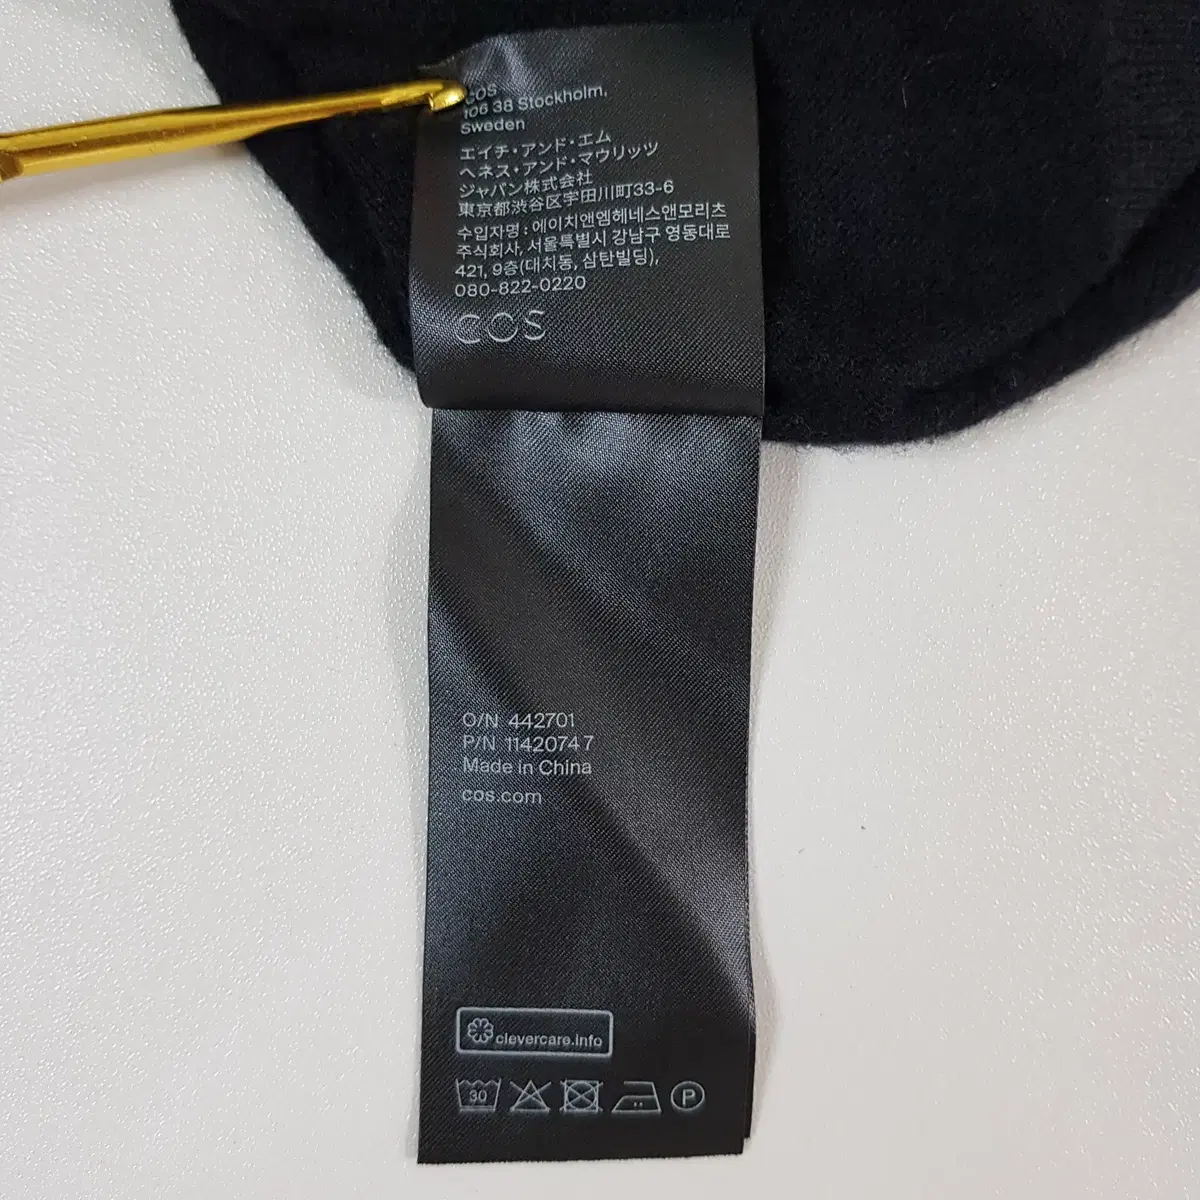 COS
106 38 Stockholm,
Sweden
エイチ・アンド・エム
ヘネス・アンド・マウリッツ
ジャパン株式会社
東京都渋谷区宇田川町33-6
수입자명 : 에이치앤엠헤네스앤모리츠
주식회사, 서울특별시 강남구 영동대로
421, 9층(대치동, 삼탄빌딩),
080-822-0220
COS
O/N 442701
P/N 1142074 7
Made in China
cos.com
clevercare.info
30
P